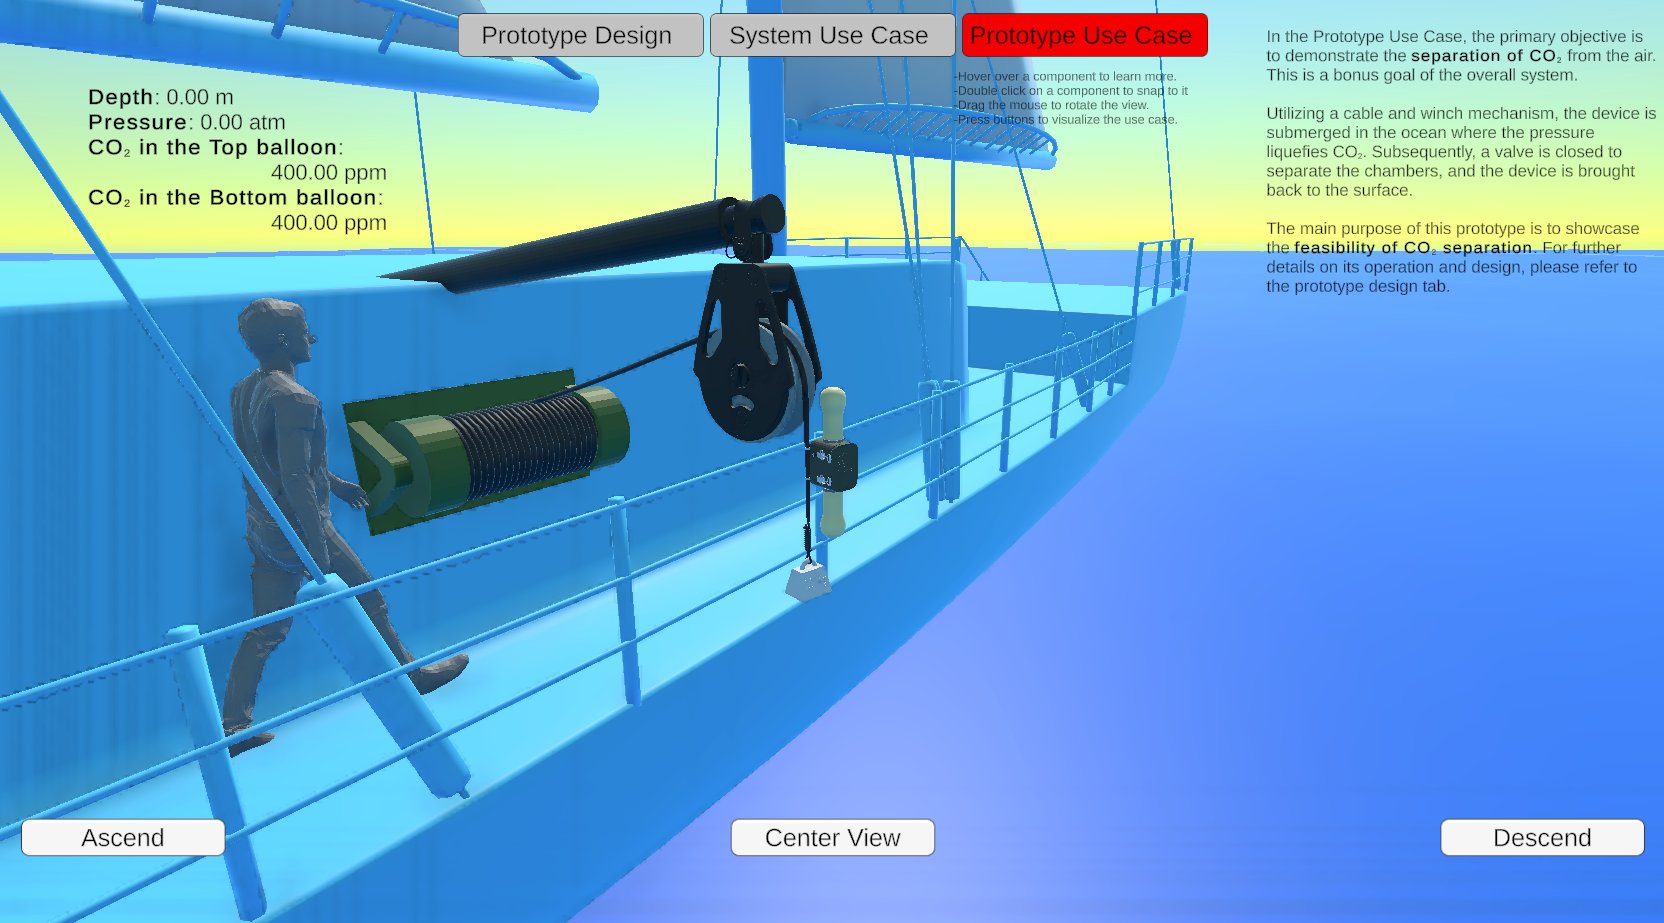 Prototype Design
System Use Case
Prototype Use Case
-Hover over a component to learn more.
-Double click on a component to snap to it
-Drag the mouse to rotate the view.
-Press buttons to visualize the use case.
Depth: 0.00 m
Pressure: 0.00 atm
CO₂ in the Top balloon:
400.00 ppm
CO₂ in the Bottom balloon:
400.00 ppm
In the Prototype Use Case, the primary objective is
to demonstrate the separation of CO₂ from the air.
This is a bonus goal of the overall system.
Utilizing a cable and winch mechanism, the device is
submerged in the ocean where the pressure
liquefies CO₂. Subsequently, a valve is closed to
separate the chambers, and the device is brought
back to the surface.
The main purpose of this prototype is to showcase
the feasibility of CO₂ separation. For further
details on its operation and design, please refer to
the prototype design tab.
Ascend
Center View
Descend